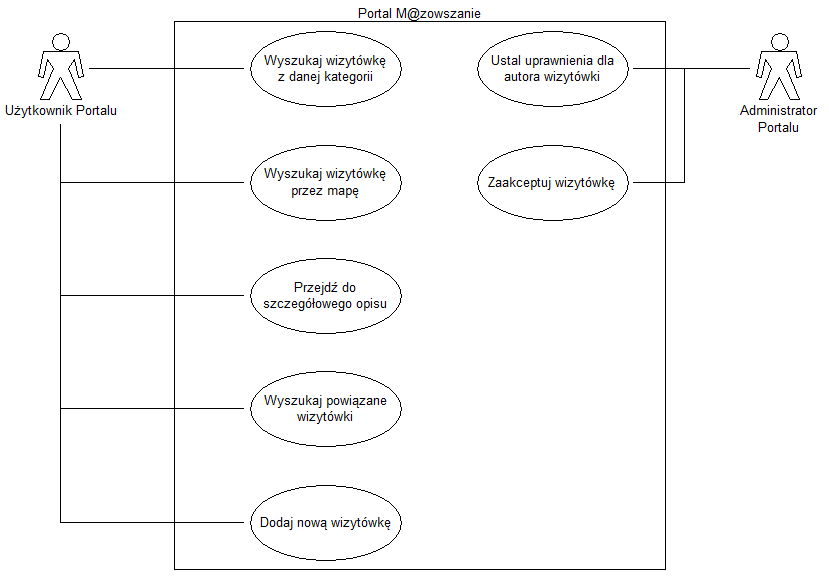 Portal M@zowszanie
Użytkownik Portalu
Wyszukaj wizytówkę
z danej kategorii
Wyszukaj wizytówkę
przez mapę
Przejdź do
szczegółowego opisu
Wyszukaj powiązane
wizytówki
Dodaj nową wizytówkę
Ustal uprawnienia dla
autora wizytówki
Zaakceptuj wizytówkę
Administrator
Portalu